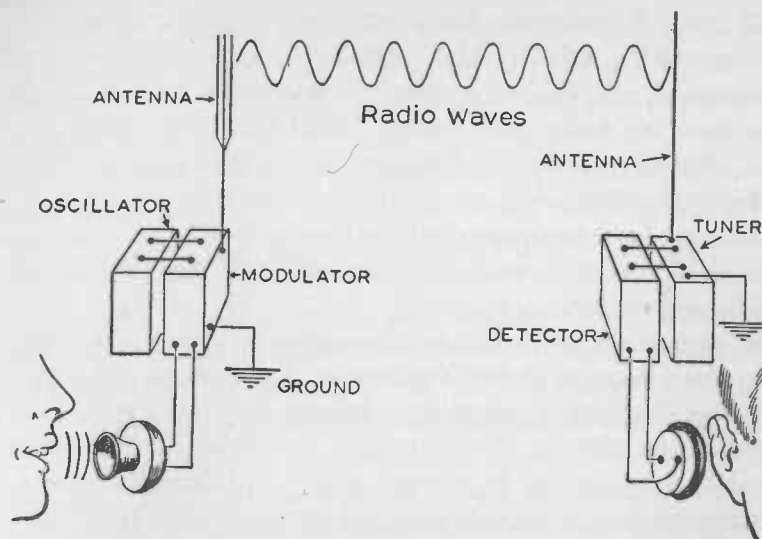 ANTENNA
Radio Waves
ANTENNA
OSCILLATOR
TUNER
MODULATOR
DETECTOR
GROUND